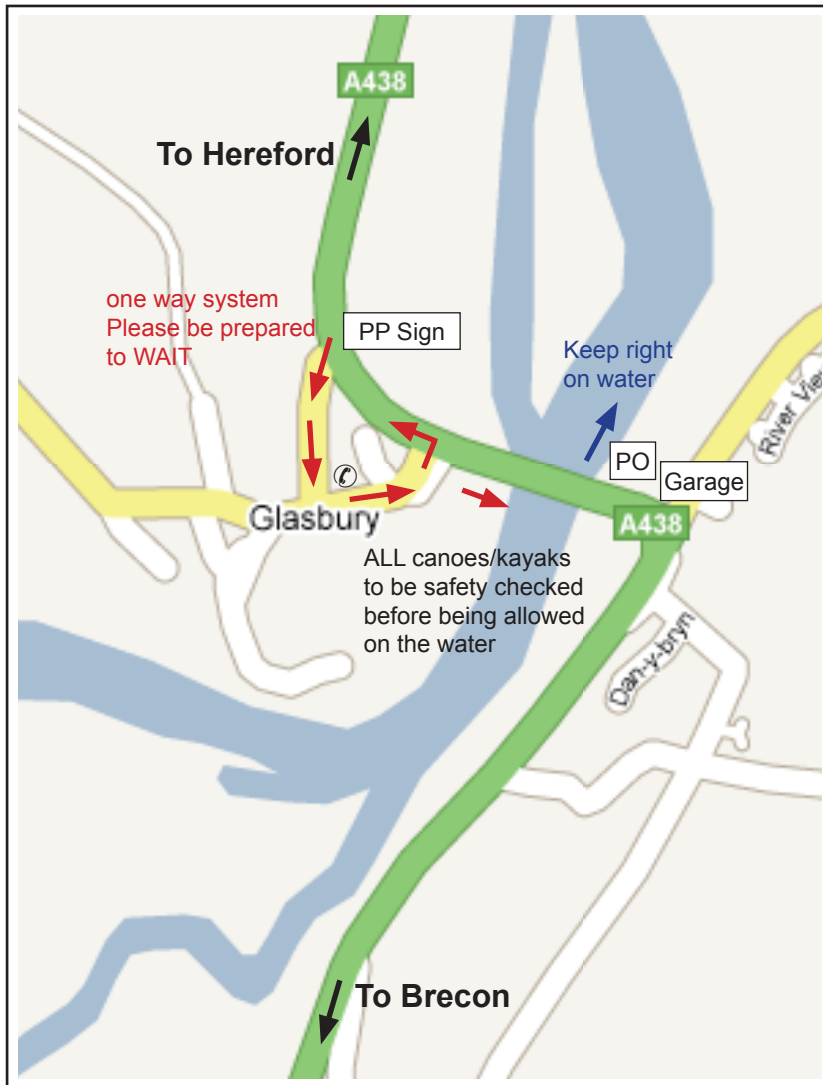 A438
To Hereford
one way system
Please be prepared
to WAIT
PP Sign
Keep right
on water
River View
PO
Garage
Glasbury
A438
ALL canoes/kayaks
to be safety checked
before being allowed
on the water
Dan-y-bryn
To Brecon